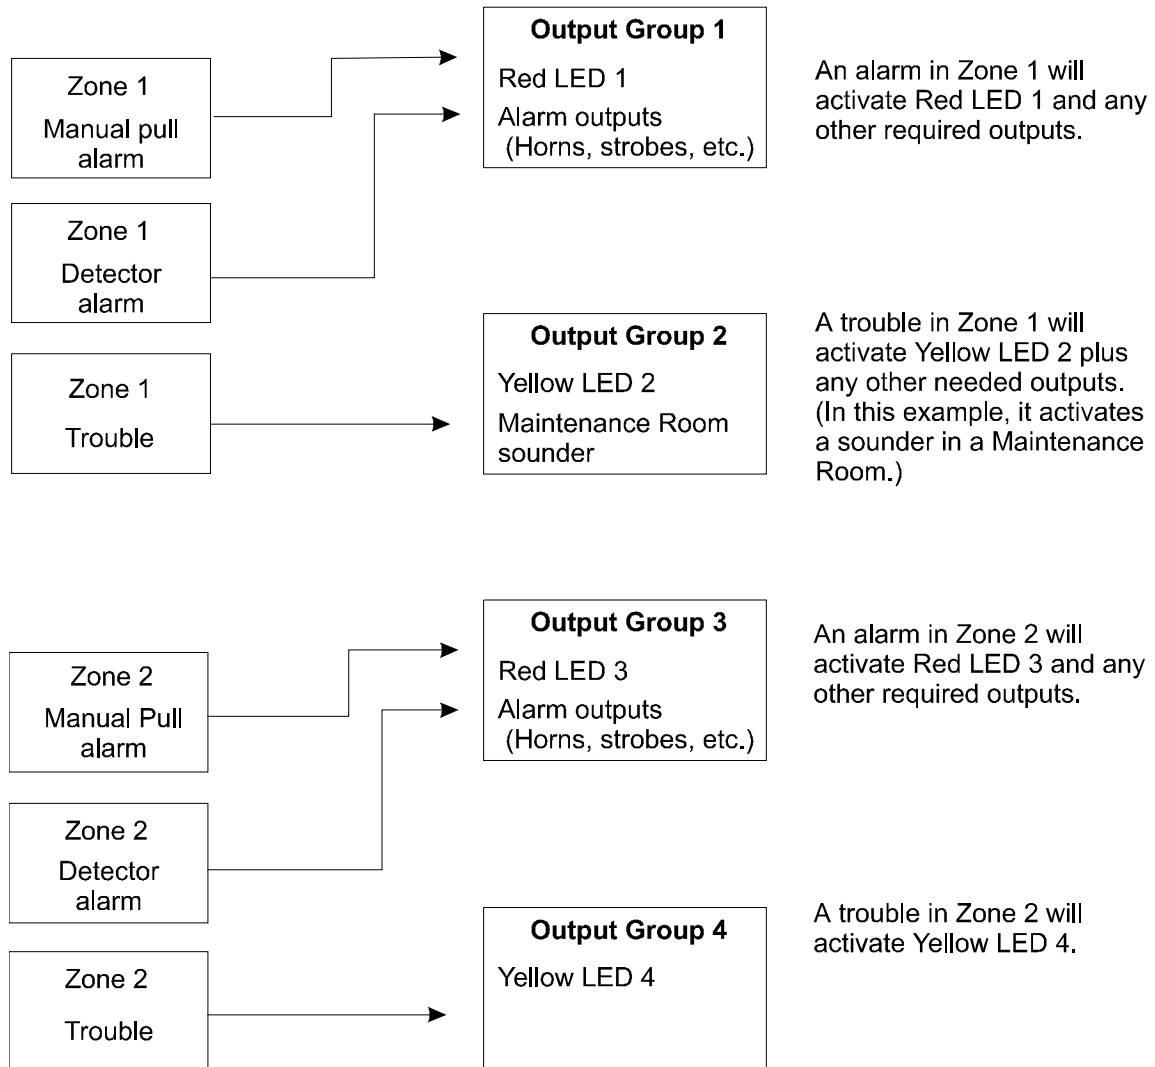 Zone 1
Manual pull
alarm
Output Group 1
Red LED 1
Alarm outputs
(Horns, strobes, etc.)
An alarm in Zone 1 will
activate Red LED 1 and any
other required outputs.
Zone 1
Detector
alarm
Zone 1
Trouble
Output Group 2
Yellow LED 2
Maintenance Room
sounder
A trouble in Zone 1 will
activate Yellow LED 2 plus
any other needed outputs.
(In this example, it activates
a sounder in a Maintenance
Room.)
Zone 2
Manual Pull
alarm
Output Group 3
Red LED 3
Alarm outputs
(Horns, strobes, etc.)
An alarm in Zone 2 will
activate Red LED 3 and any
other required outputs.
Zone 2
Detector
alarm
Zone 2
Trouble
Output Group 4
Yellow LED 4
A trouble in Zone 2 will
activate Yellow LED 4.